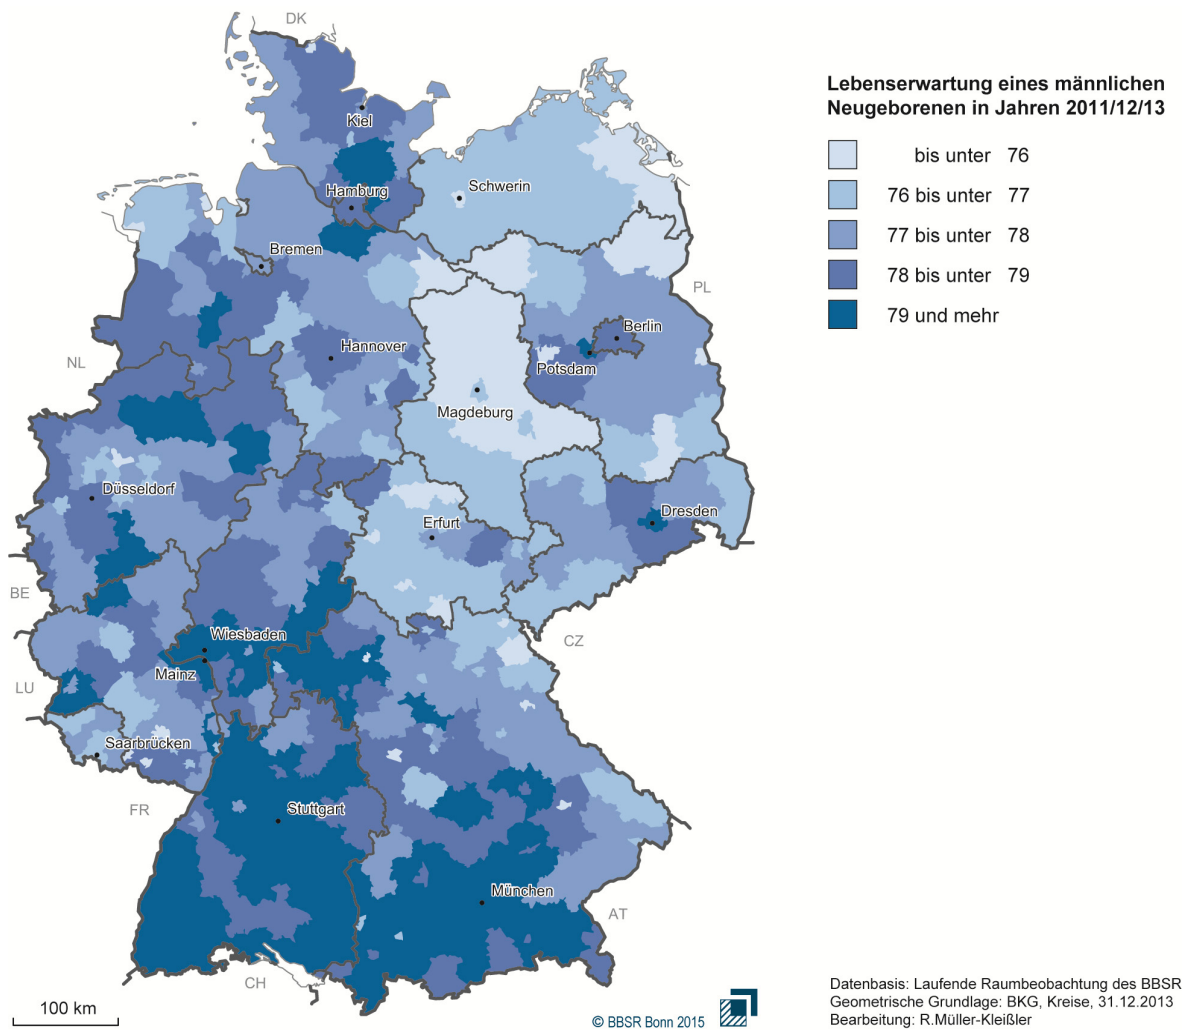 DK
Kiel
Hamburg
Schwerin
Bremen
PL
Berlin
Hannover
NL
Potsdam
Magdeburg
Düsseldorf
Dresden
Erfurt
BE
Wiesbaden
CZ
Mainz
LU
Saarbrücken
FR
Stuttgart
München
AT
CH
100 km
© BBSR Bonn 2015
Lebenserwartung eines männlichen
Neugeborenen in Jahren 2011/12/13
bis unter 76
76 bis unter 77
77 bis unter 78
78 bis unter 79
79 und mehr
Datenbasis: Laufende Raumbeobachtung des BBSR
Geometrische Grundlage: BKG, Kreise, 31.12.2013
Bearbeitung: R.Müller-Kleißler